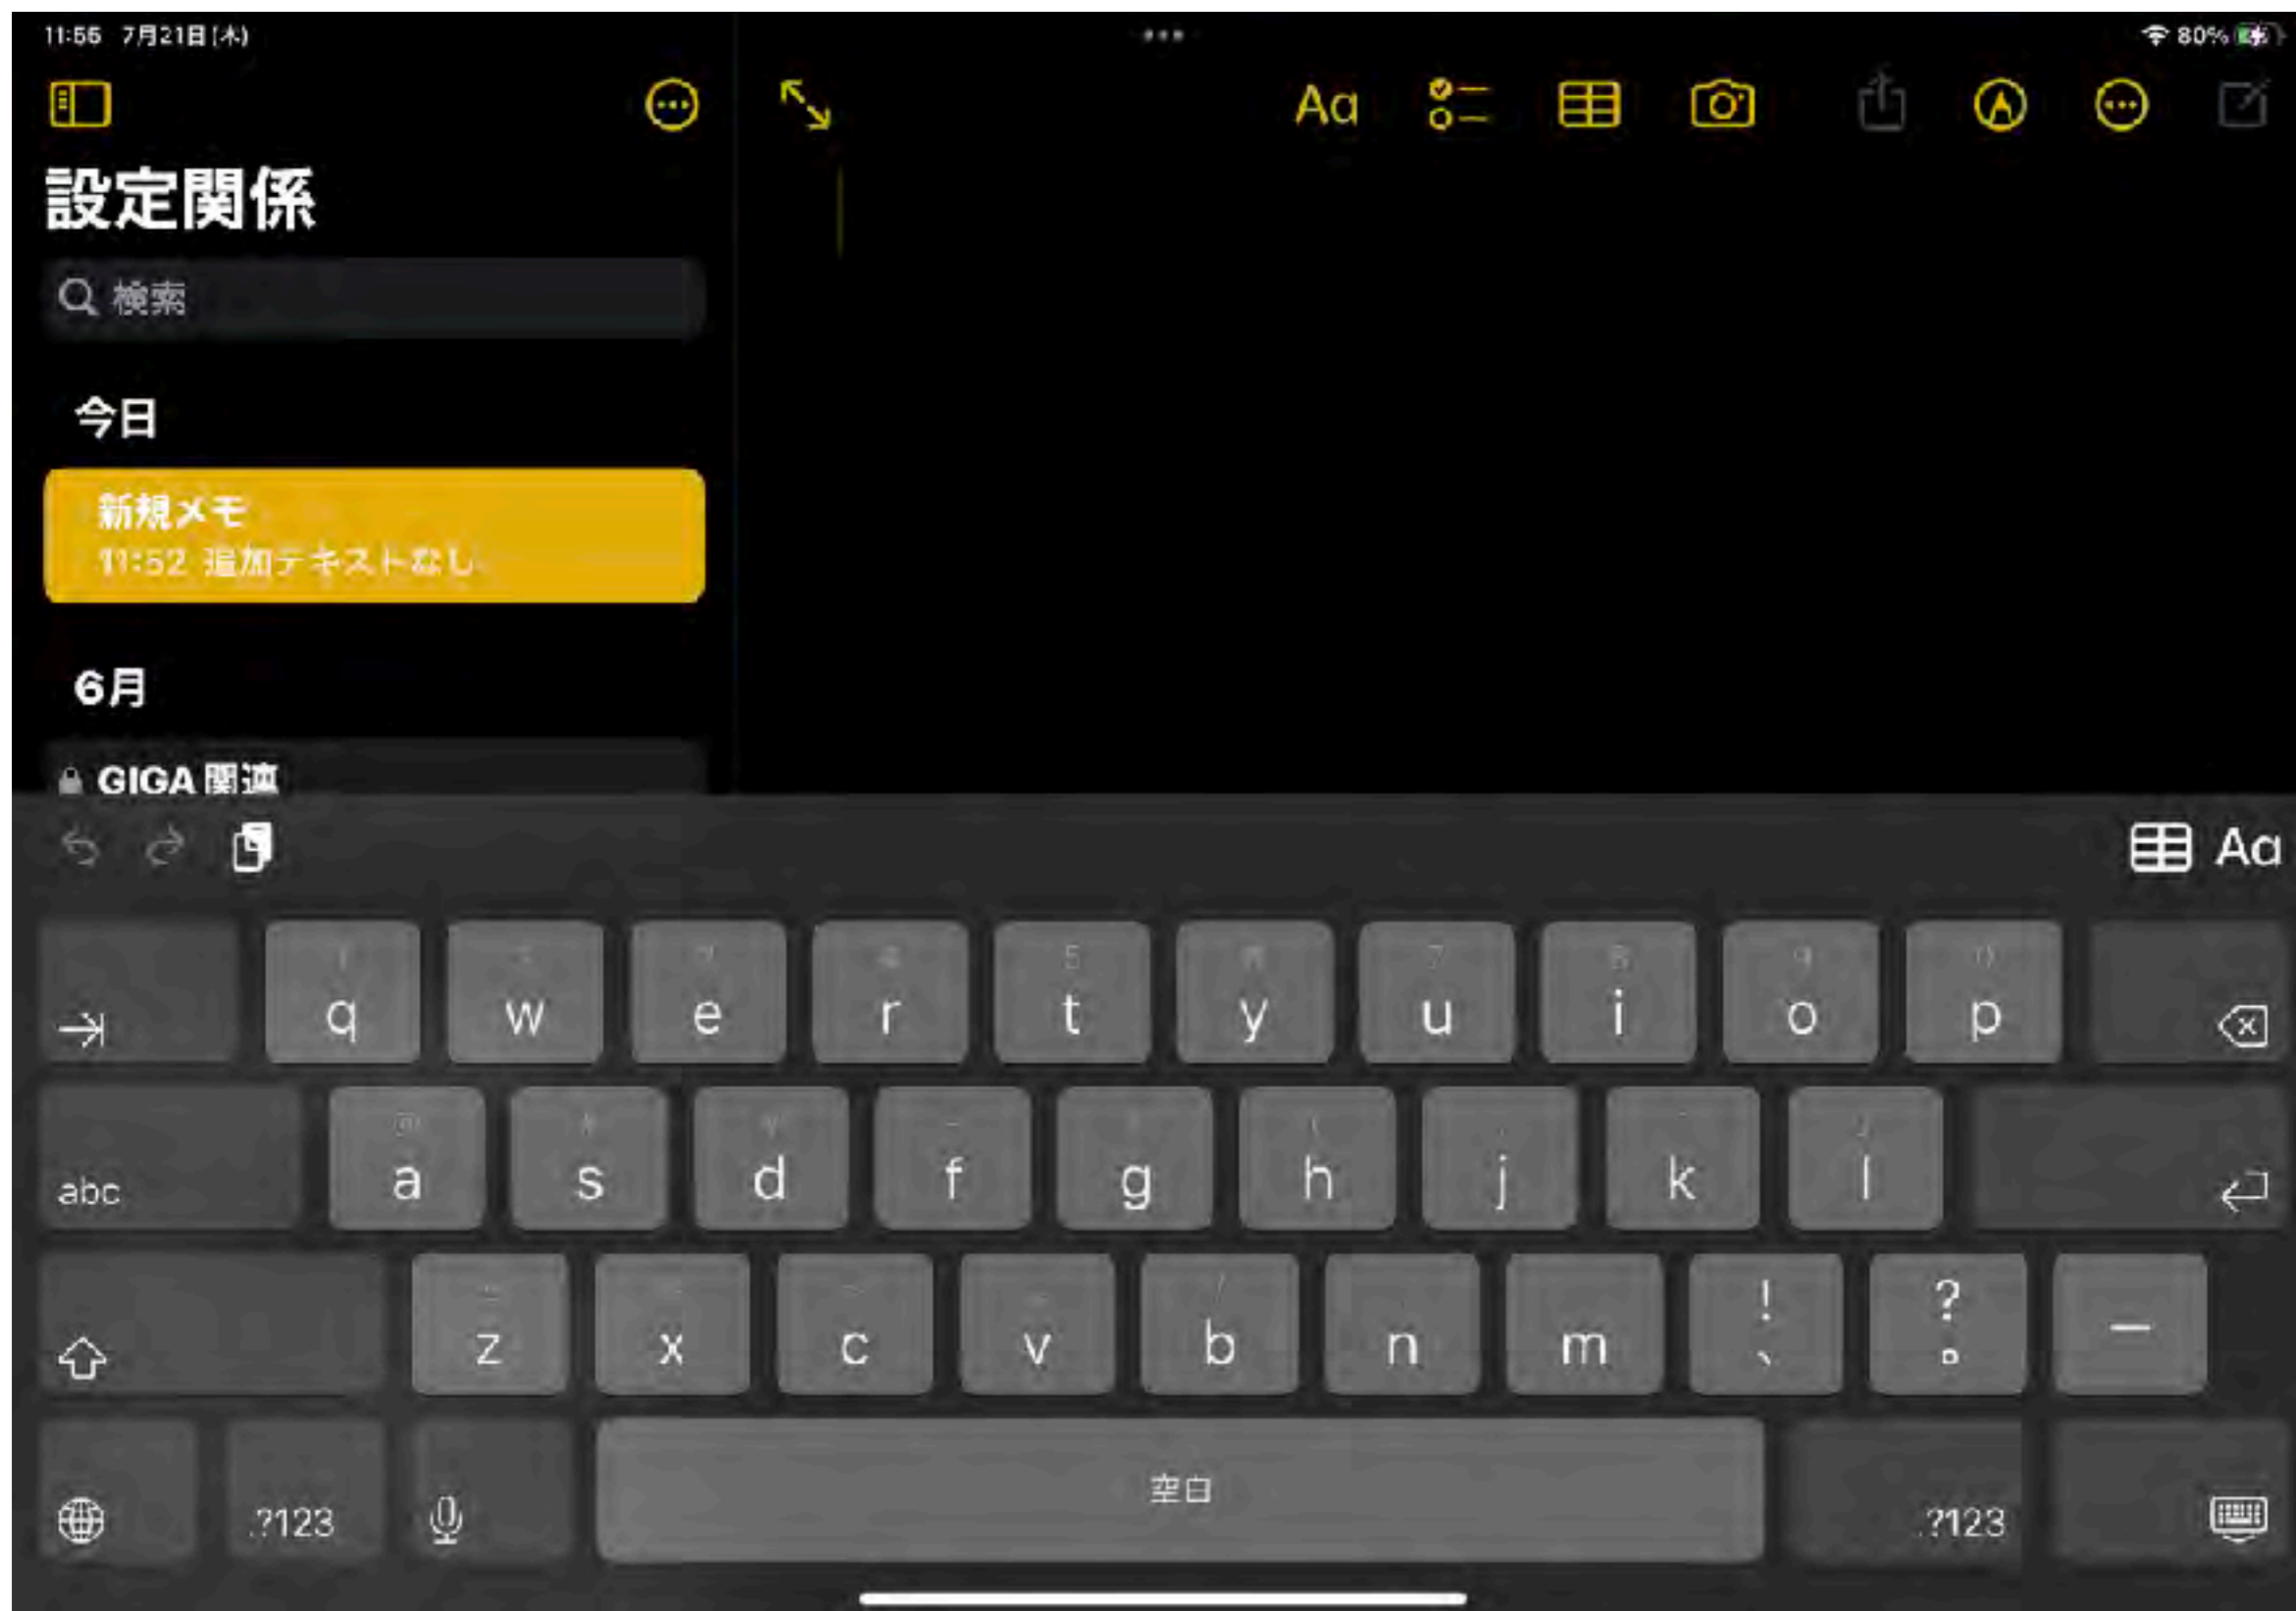 11:56 7月21日(木)
80%
Aa
設定関係
検索
今日
新規メモ
11:52 追加テキストなし
6月
GIGA 関連
Aa
q w e r t y u i o p
abc a s d f g h j k l
! ?
z x c v b n m 、 。 ー
.?123 空白 .?123